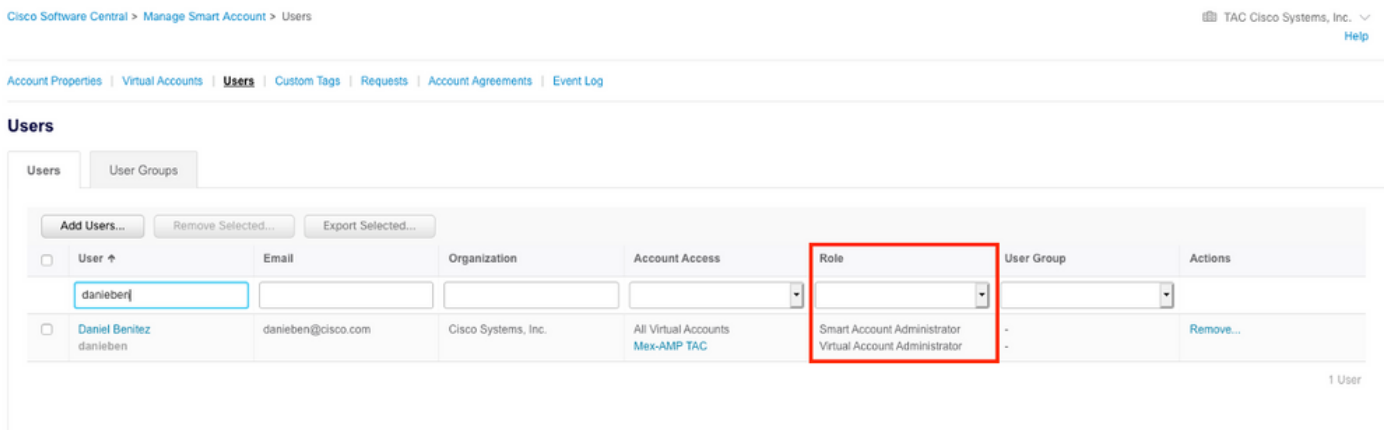 Cisco Software Central > Manage Smart Account > Users
TAC Cisco Systems, Inc.
Help
Account Properties | Virtual Accounts | Users | Custom Tags | Requests | Account Agreements | Event Log
Users
Users User Groups
Add Users... Remove Selected... Export Selected...
User ↑ Email Organization Account Access Role User Group Actions
danieben
Daniel Benitez danieben@cisco.com Cisco Systems, Inc. All Virtual Accounts Smart Account Administrator - Remove...
danieben Mex-AMP TAC Virtual Account Administrator -
1 User